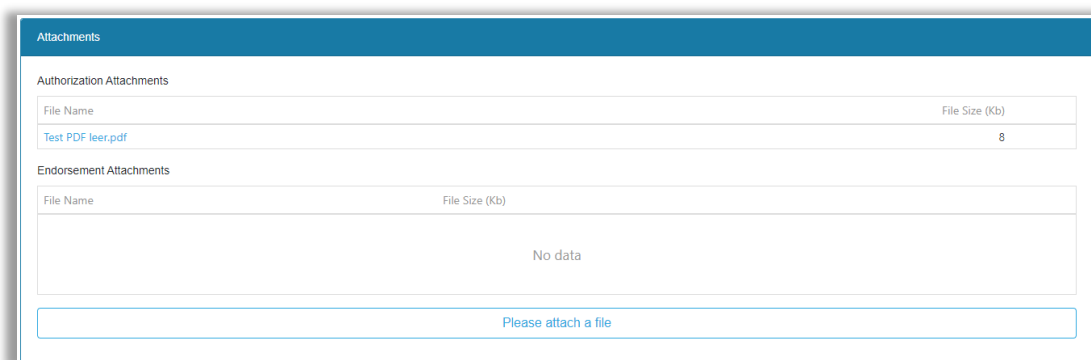 Attachments
Authorization Attachments
File Name File Size (Kb)
Test PDF leer.pdf 8
Endorsement Attachments
File Name File Size (Kb)
No data
Please attach a file